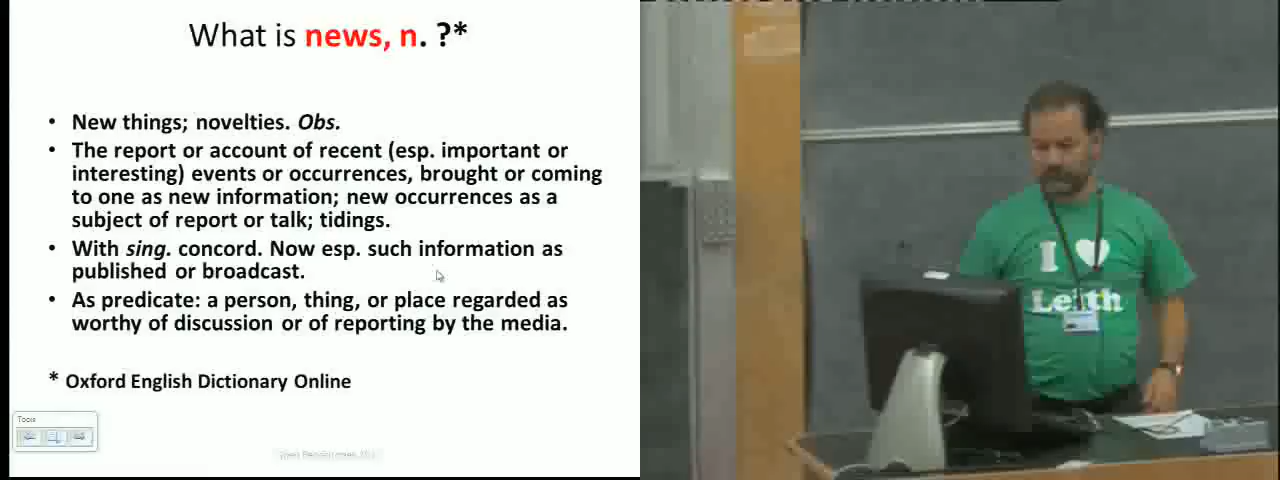 What is news, n. ?*
• New things; novelties. Obs.
• The report or account of recent (esp. important or
interesting) events or occurrences, brought or coming
to one as new information; new occurrences as a
subject of report or talk; tidings.
• With sing. concord. Now esp. such information as
published or broadcast.
• As predicate: a person, thing, or place regarded as
worthy of discussion or of reporting by the media.
* Oxford English Dictionary Online
Tools
I
Leith